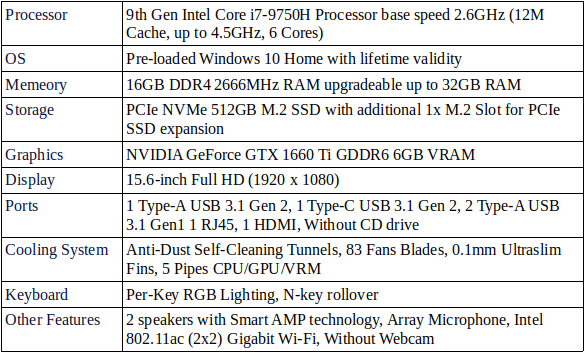 Processor 9th Gen Intel Core i7-9750H Processor base speed 2.6GHz (12M
Cache, up to 4.5GHz, 6 Cores)
OS Pre-loaded Windows 10 Home with lifetime validity
Memeory 16GB DDR4 2666MHz RAM upgradeable up to 32GB RAM
Storage PCIe NVMe 512GB M.2 SSD with additional 1x M.2 Slot for PCIe
SSD expansion
Graphics NVIDIA GeForce GTX 1660 Ti GDDR6 6GB VRAM
Display 15.6-inch Full HD (1920 x 1080)
Ports 1 Type-A USB 3.1 Gen 2, 1 Type-C USB 3.1 Gen 2, 2 Type-A USB
3.1 Gen1 1 RJ45, 1 HDMI, Without CD drive
Cooling System Anti-Dust Self-Cleaning Tunnels, 83 Fans Blades, 0.1mm Ultraslim
Fins, 5 Pipes CPU/GPU/VRM
Keyboard Per-Key RGB Lighting, N-key rollover
Other Features 2 speakers with Smart AMP technology, Array Microphone, Intel
802.11ac (2x2) Gigabit Wi-Fi, Without Webcam